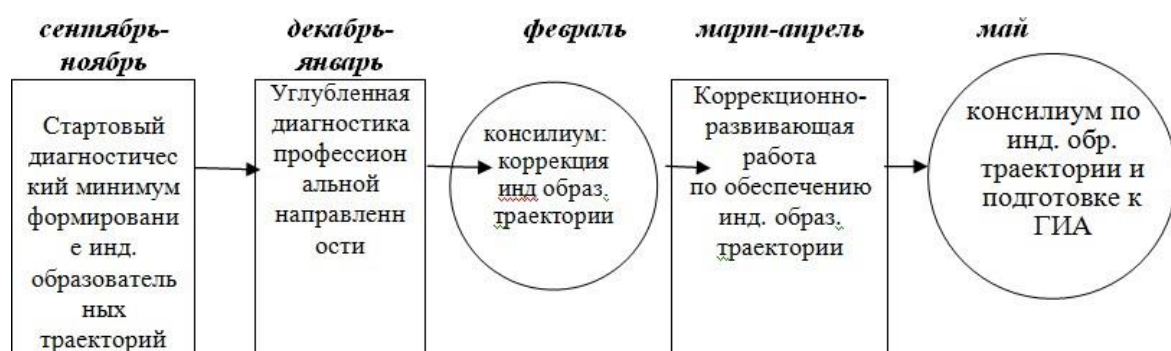 сентябрь-
ноябрь
декабрь-
январь
февраль
март-апрель
май
Стартовый
диагностичес
кий минимум
формировани
е инд.
образователь
ных
траекторий
Углубленная
диагностика
профессион
альной
направленн
ости
консилиум:
коррекция
инд образ.
траектории
Коррекционно-
развивающая
работа
по обеспечению
инд. образ.
траектории
консилиум по
инд. обр.
траектории и
подготовке к
ГИА